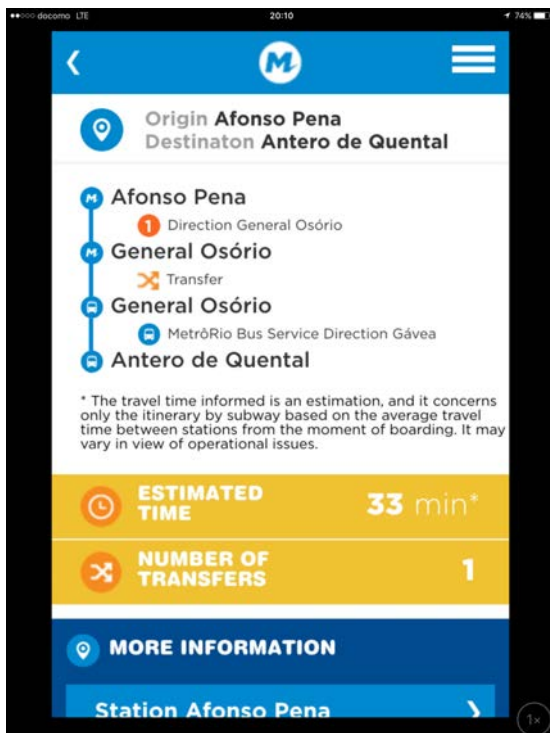 docomo LTE 20:10 74%
M
Origin Afonso Pena
Destinaton Antero de Quental
M Afonso Pena
1 Direction General Osório
M General Osório
Transfer
General Osório
MetrôRio Bus Service Direction Gávea
Antero de Quental
* The travel time informed is an estimation, and it concerns
only the itinerary by subway based on the average travel
time between stations from the moment of boarding. It may
vary in view of operational issues.
ESTIMATED
TIME 33 min*
NUMBER OF
TRANSFERS 1
MORE INFORMATION
Station Afonso Pena
1×